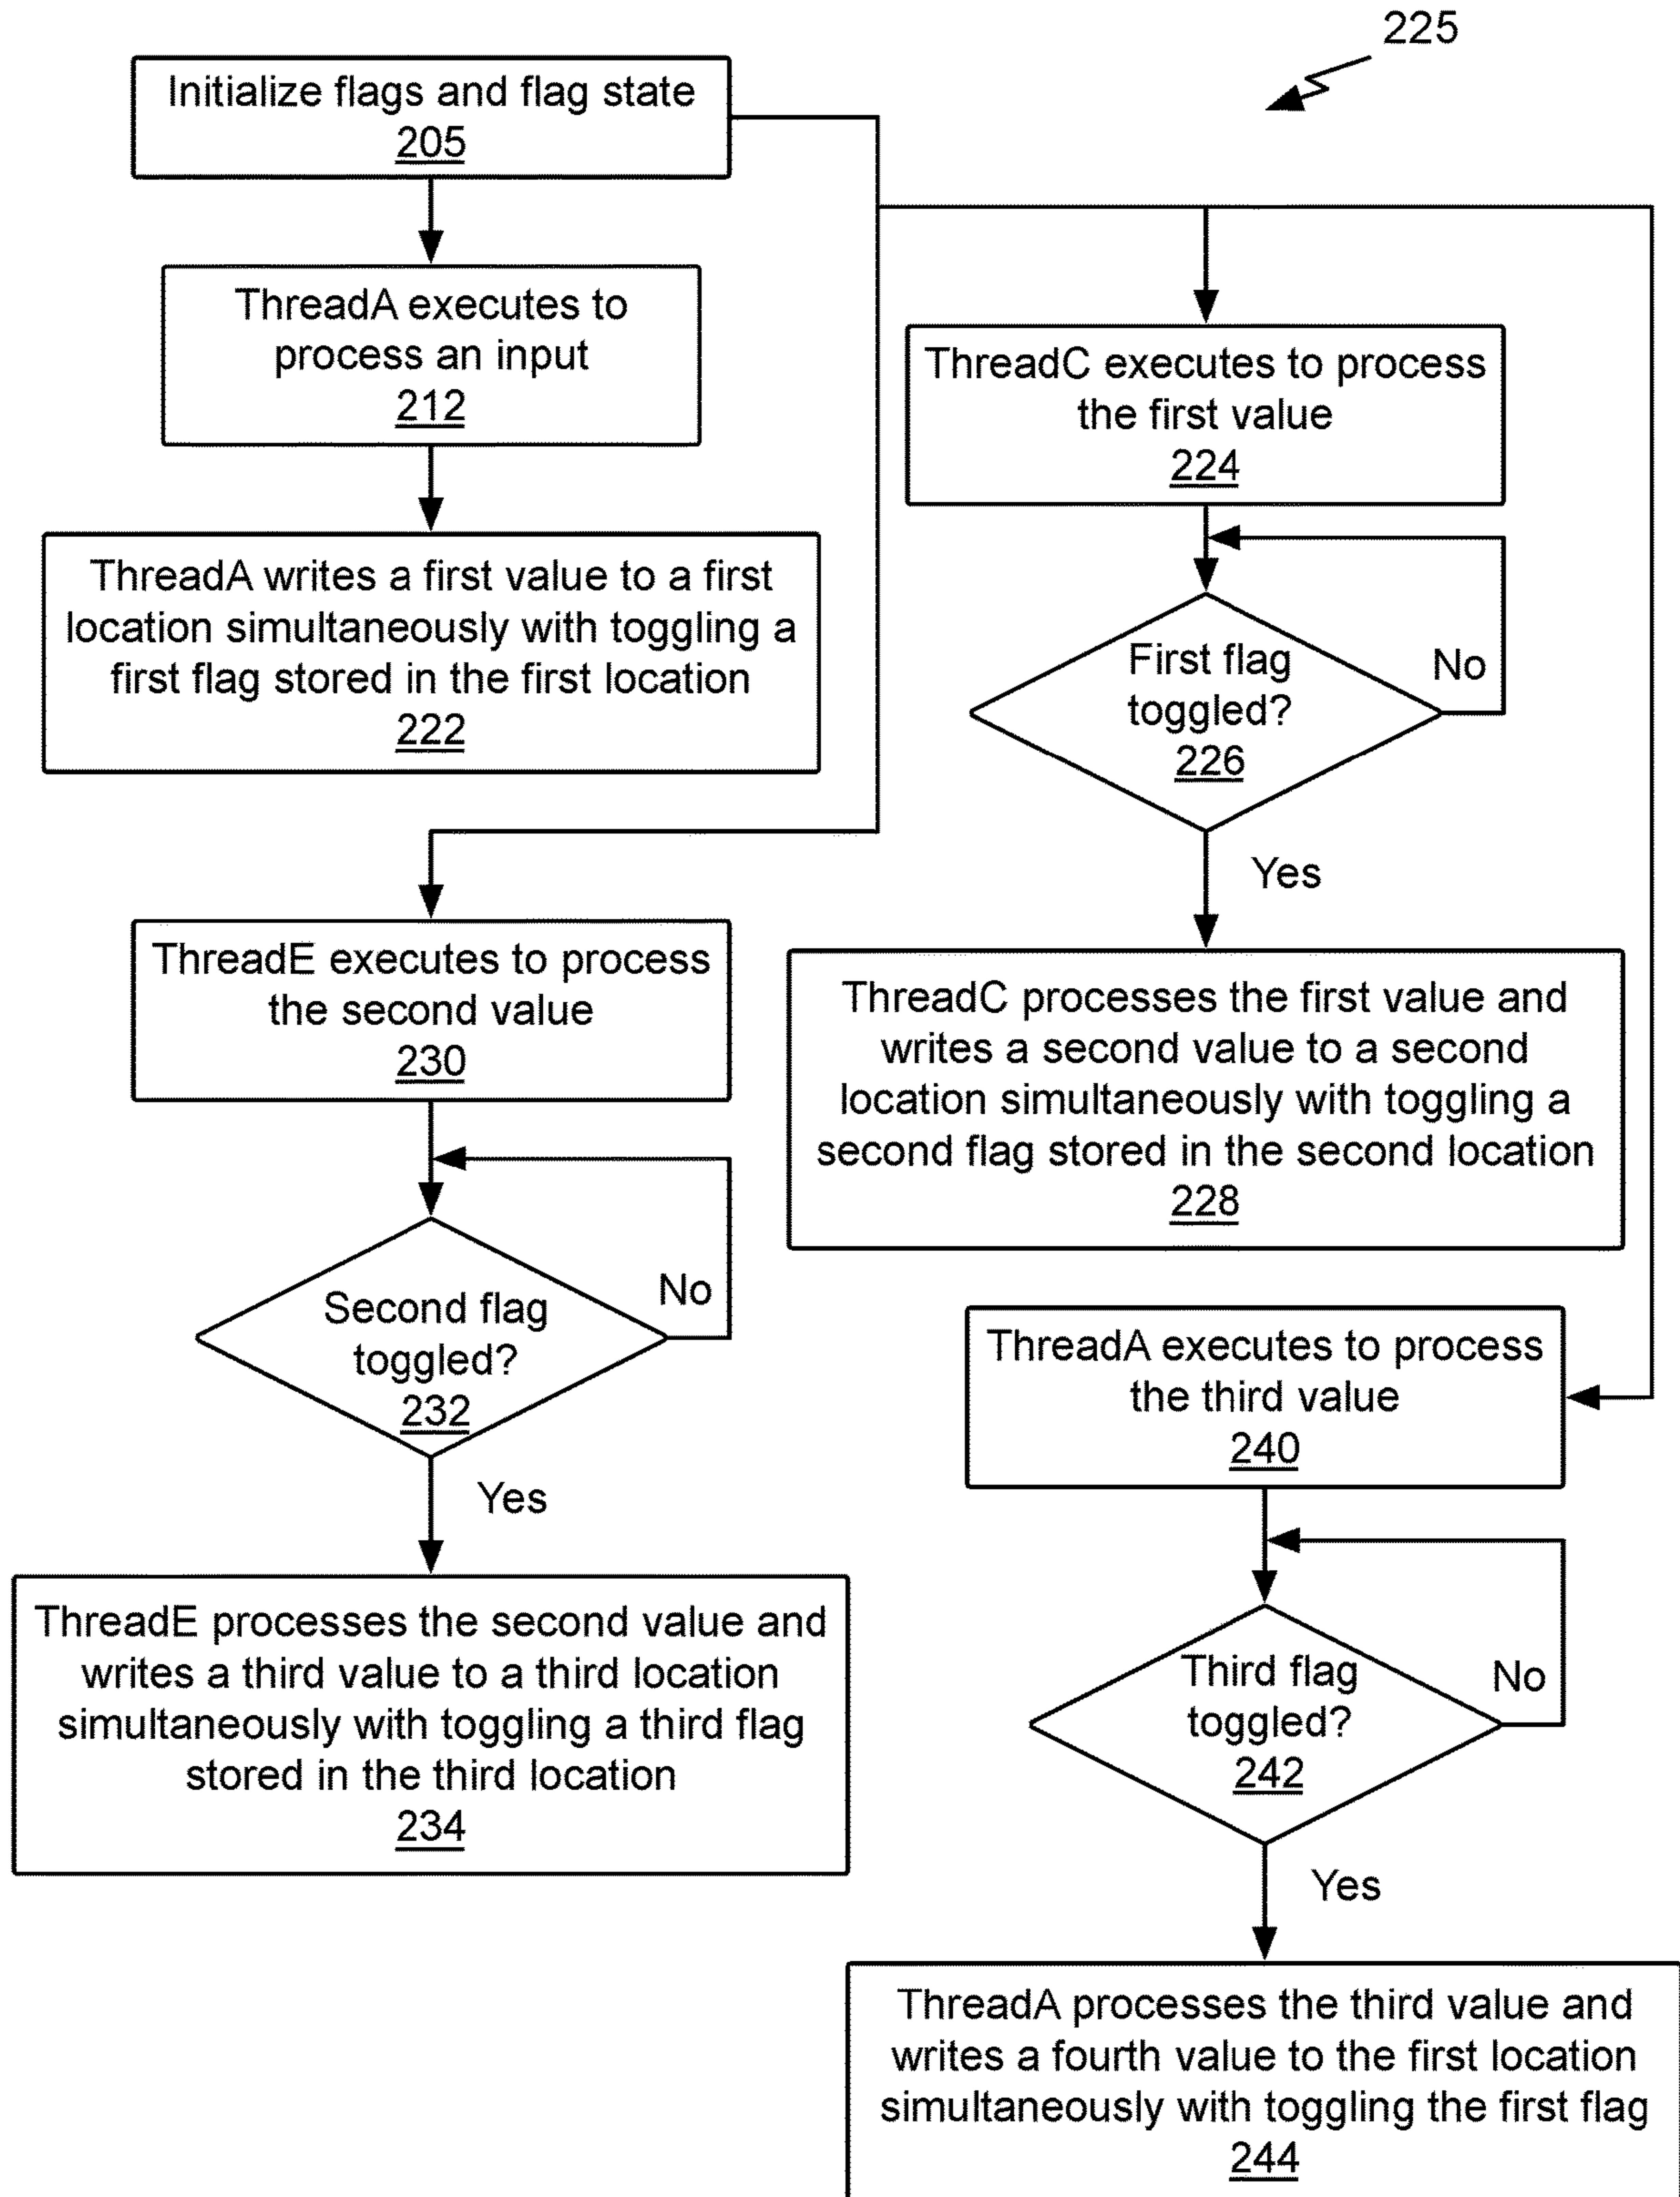 225
Initialize flags and flag state
205
ThreadA executes to
process an input
212
ThreadA writes a first value to a first
location simultaneously with toggling a
first flag stored in the first location
222
ThreadC executes to process
the first value
224
First flag
toggled?
226
No
Yes
ThreadC processes the first value and
writes a second value to a second
location simultaneously with toggling a
second flag stored in the second location
228
ThreadE executes to process
the second value
230
Second flag
toggled?
232
No
Yes
ThreadE processes the second value and
writes a third value to a third location
simultaneously with toggling a third flag
stored in the third location
234
ThreadA executes to process
the third value
240
Third flag
toggled?
242
No
Yes
ThreadA processes the third value and
writes a fourth value to the first location
simultaneously with toggling the first flag
244